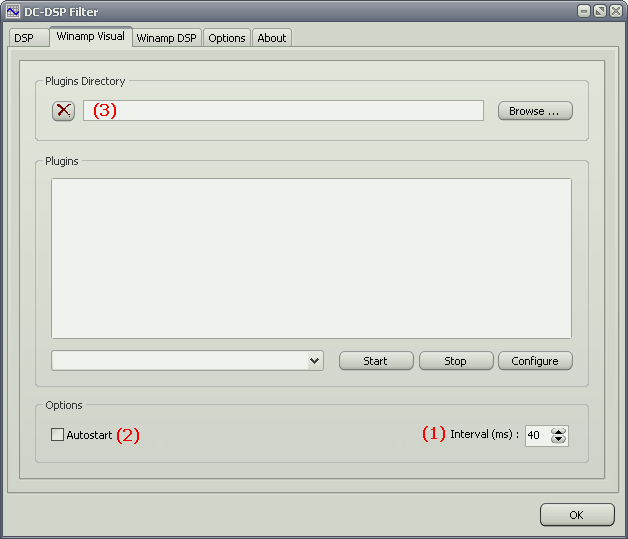 DC-DSP Filter
DSP Winamp Visual Winamp DSP Options About
Plugins Directory
(3) Browse ...
Plugins
Start Stop Configure
Options
Autostart (2) (1) Interval (ms) : 40
OK